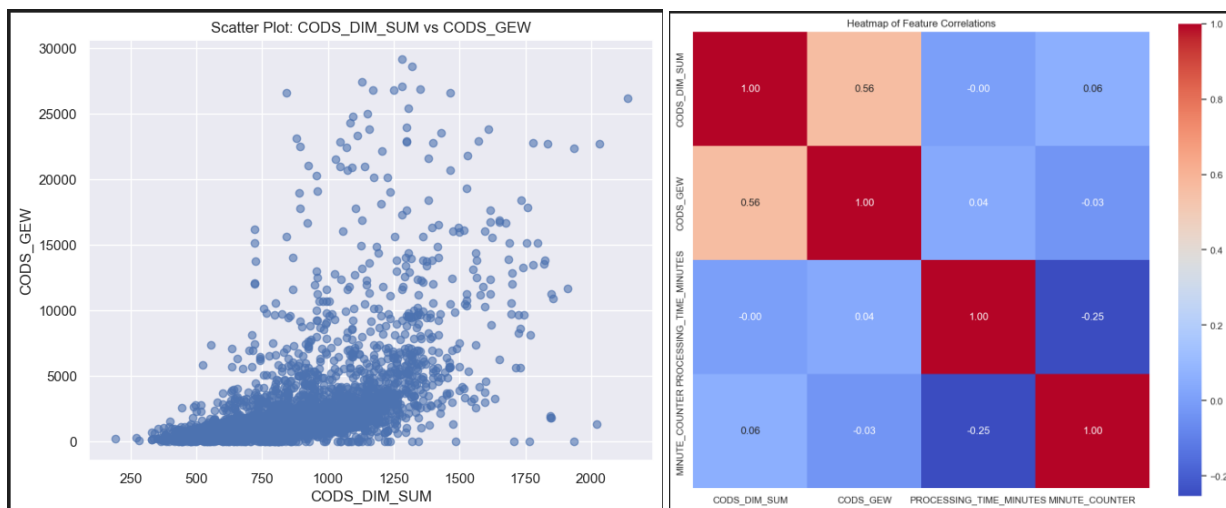 Scatter Plot: CODS_DIM_SUM vs CODS_GEW
30000
25000
20000
15000
10000
5000
0
CODS_GEW
250 500 750 1000 1250 1500 1750 2000
CODS_DIM_SUM
Heatmap of Feature Correlations
CODS_DIM_SUM
1.00 0.56 -0.00 0.06
CODS_GEW
0.56 1.00 0.04 -0.03
PROCESSING_TIME_MINUTES
-0.00 0.04 1.00 -0.25
MINUTE_COUNTER
0.06 -0.03 -0.25 1.00
CODS_DIM_SUM CODS_GEW PROCESSING_TIME_MINUTES MINUTE_COUNTER
1.0
0.8
0.6
0.4
0.2
0.0
-0.2